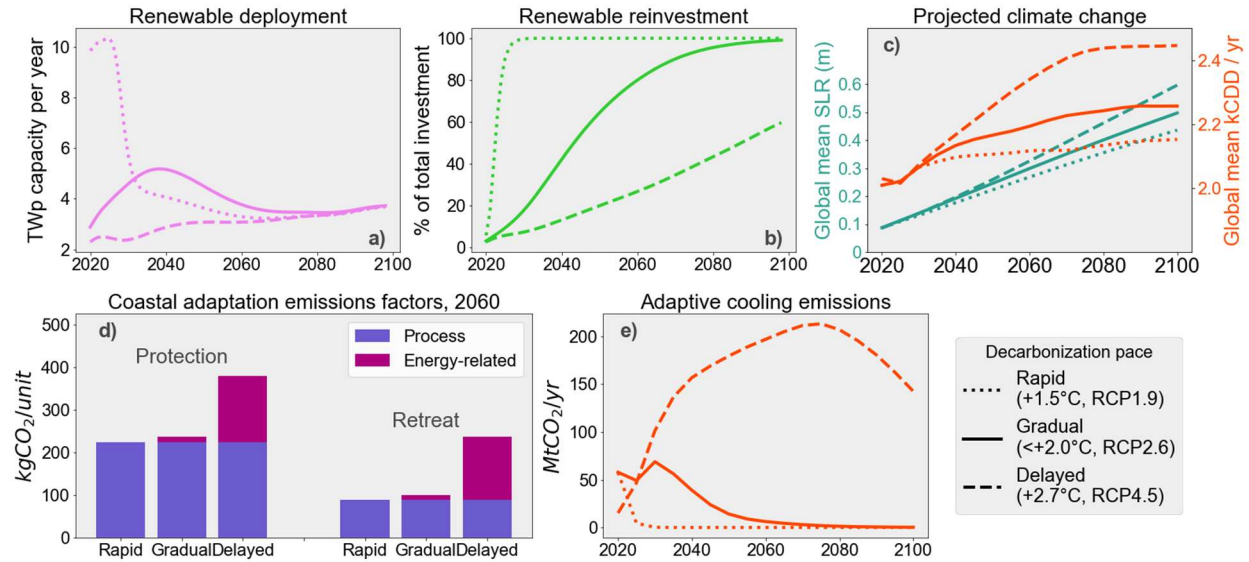 Renewable deployment
TWp capacity per year
10
8
6
4
2
2020 2040 2060 2080 2100
a)
Renewable reinvestment
% of total investment
100
80
60
40
20
0
2020 2040 2060 2080 2100
b)
Projected climate change
c)
Global mean SLR (m)
0.6
0.5
0.4
0.3
0.2
0.1
0
2020 2040 2060 2080 2100
2.4
2.2
2.0
Global mean kCDD / yr
Coastal adaptation emissions factors, 2060
d)
kgCO₂/unit
500
400
300
200
100
0
Protection
Retreat
Process
Energy-related
Rapid Gradual Delayed Rapid Gradual Delayed
Adaptive cooling emissions
e)
MtCO₂/yr
200
150
100
50
0
2020 2040 2060 2080 2100
Decarbonization pace
Rapid
(+1.5°C, RCP1.9)
Gradual
(<+2.0°C, RCP2.6)
Delayed
(+2.7°C, RCP4.5)